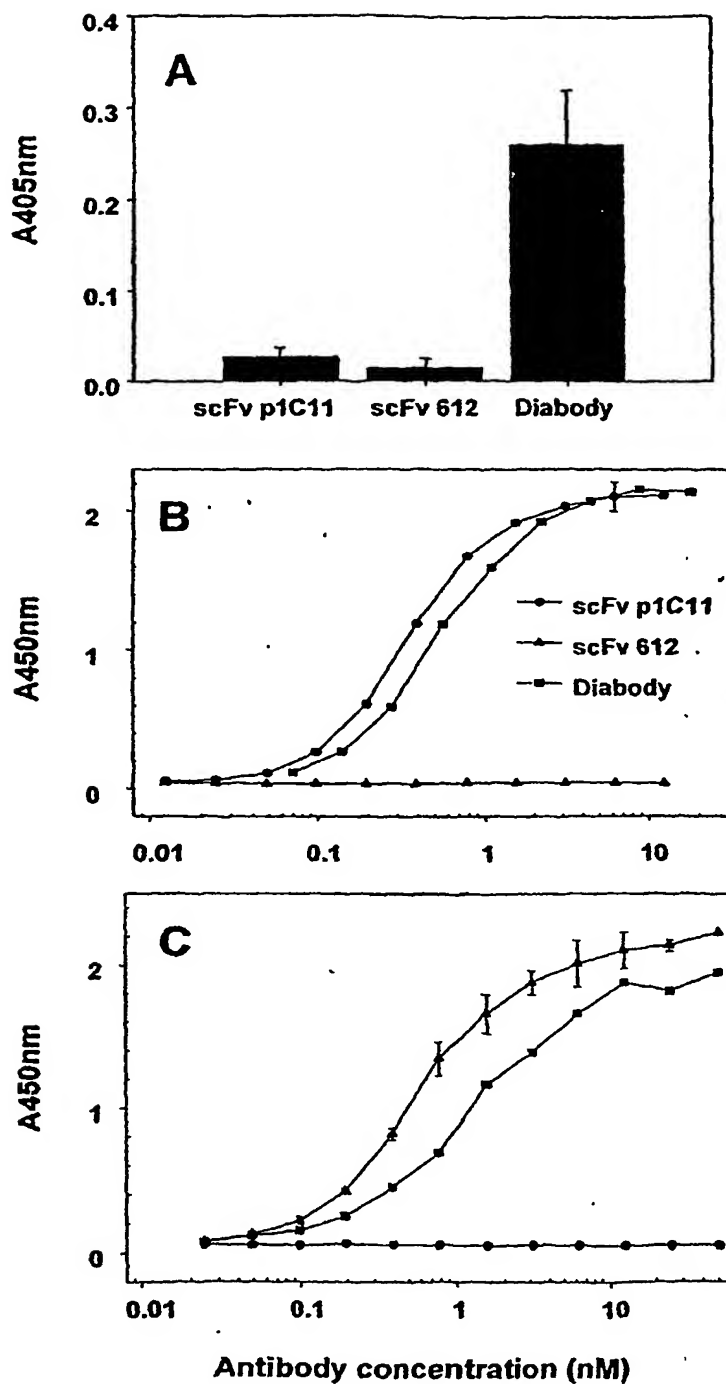 A
0.4
0.3
0.2
0.1
0.0
A405nm
scFv p1C11 scFv 612 Diabody
B
2
1
0
A450nm
scFv p1C11
scFv 612
Diabody
0.01 0.1 1 10
C
2
1
0
A450nm
0.01 0.1 1 10
Antibody concentration (nM)